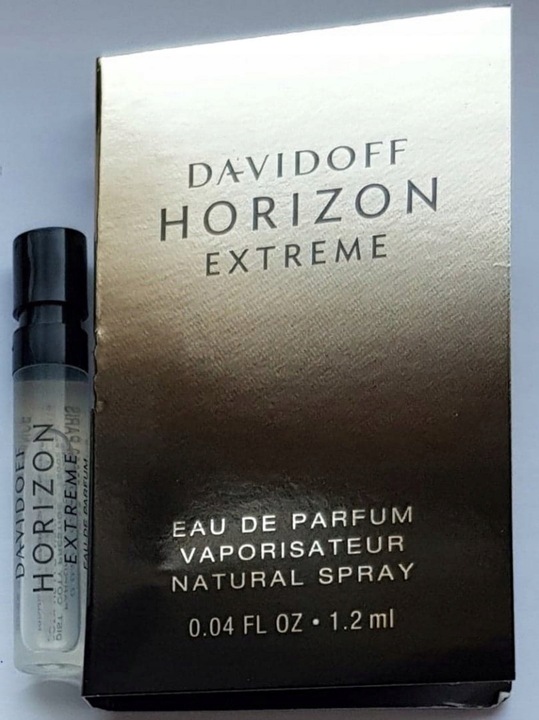 DAVIDOFF
HORIZON
EXTREME
EAU DE PARFUM
VAPORISATEUR
NATURAL SPRAY
0.04 FL OZ • 1.2 ml
DAVIDOFF
HORIZON
EXTREME
EAU DE PARFUM